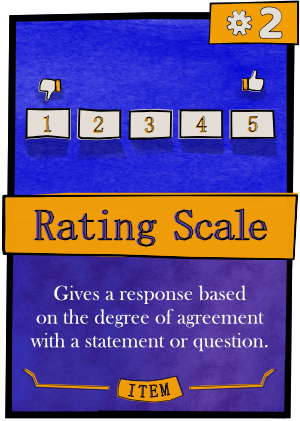 2
1 2 3 4 5
Rating Scale
Gives a response based
on the degree of agreement
with a statement or question.
ITEM